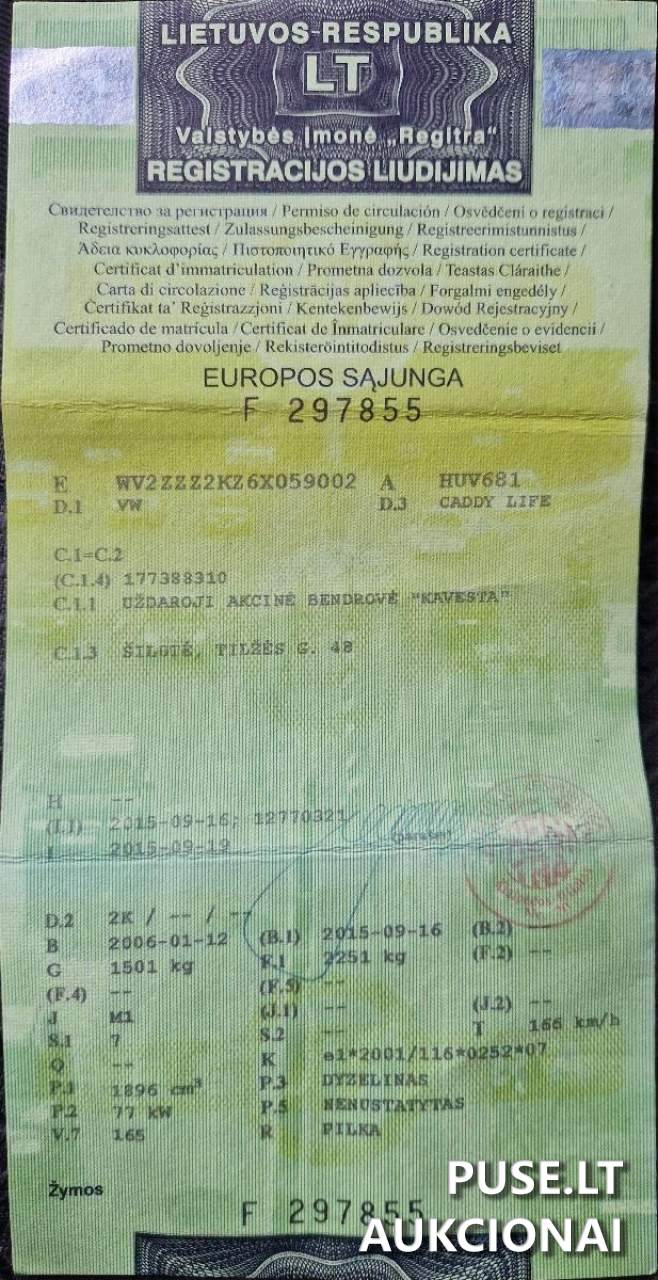 LIETUVOS-RESPUBLIKA
LT
Valstybės Įmonė „Regitra“
REGISTRACIJOS LIUDIJIMAS
Свидетелство за регистрация / Permiso de circulación / Osvědčeni o registraci /
Registreringsattest / Zulassungsbescheinigung / Registreerimistunnistus /
Άδεια κυκλοφορίας / Πιστοποιητικό Εγγραφής / Registration certificate /
Certificat d'immatriculation / Prometna dozvola / Teastas Cláraithe /
Carta di circolazione / Reģistrācijas apliecība / Forgalmi engedély /
Ċertifikat ta' Reġistrazzjoni / Kentekenbewijs / Dowód Rejestracyjny /
Certificado de matrícula / Certificat de Înmatriculare / Osvedčenie o evidencii /
Prometno dovoljenje / Rekisteröintitodistus / Registreringsbeviset
EUROPOS SĄJUNGA
F 297855
E WV2ZZZ2KZ6X059002 A HUV681
D.1 VW D.3 CADDY LIFE
C.1=C.2
(C.1.4) 177388310
C.1.1 UŽDAROJI AKCINĖ BENDROVĖ "KAVESTA"
C.1.3 ŠILUTĖ, TILŽĖS G. 48
H --
(I.1) 2015-09-16; 12770321 (parašas)
I 2015-09-19
D.2 2K / -- / --
B 2006-01-12 (B.1) 2015-09-16 (B.2)
G 1501 kg F.1 2251 kg (F.2) --
(F.4) -- (F.5) --
J M1 (J.1) -- (J.2) --
S.1 7 S.2 -- T 166 km/h
Q -- K e1*2001/116*0252*07
P.1 1896 cm³ P.3 DYZELINAS
P.2 77 kW P.5 NENUSTATYTAS
V.7 165 R PILKA
Žymos
F 297855
PUSE.LT
AUKCIONAI